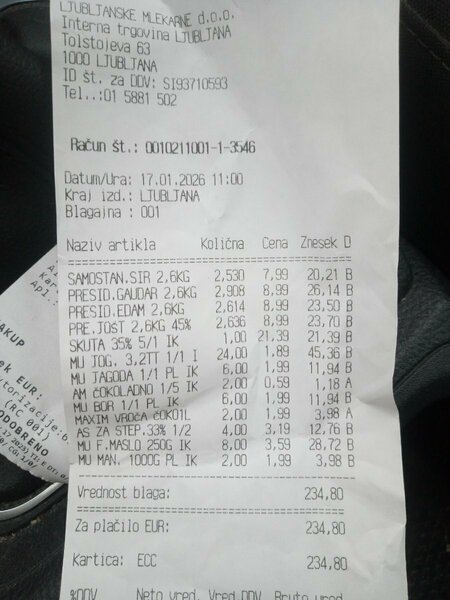 LJUBLJANSKE MLEKARNE d.o.o.
Interna trgovina LJUBLJANA
Tolstojeva 63
1000 LJUBLJANA
ID št. za DDV: SI93710593
Tel..:01 5881 502
Račun št.: 0010211001-1-3546
Datum/Ura: 17.01.2026 11:00
Kraj izd.: LJUBLJANA
Blagajna : 001
Naziv artikla Količna Cena Znesek D
SAMOSTAN.SIR 2,6KG 2,530 7,99 20,21 B
PRESID.GAUDAR 2,6KG 2,908 8,99 26,14 B
PRESID.EDAM 2,6KG 2,614 8,99 23,50 B
PRE.JOST 2,6KG 45% 2,636 8,99 23,70 B
SKUTA 35% 5/1 IK 1,00 21,39 21,39 B
MU JOG. 3,2TT 1/1 I 24,00 1,89 45,36 B
MU JAGODA 1/1 PL IK 6,00 1,99 11,94 B
AM ČOKOLADNO 1/5 IK 2,00 0,59 1,18 A
MU BOR 1/1 PL IK 6,00 1,99 11,94 B
MAXIM VROČA ČOKO1L 2,00 1,99 3,98 A
AS ZA STEP.33% 1/2 4,00 3,19 12,76 B
MU F.MASLO 250G IK 8,00 3,59 28,72 B
MU MAN. 1000G PL IK 2,00 1,99 3,98 B
Vrednost blaga: 234,80
Za plačilo EUR: 234,80
Kartica: ECC 234,80
%DDV Neto vred. Vred.DDV Bruto vred
AKUP
EUR:
(RC 001)
ODOBRENO